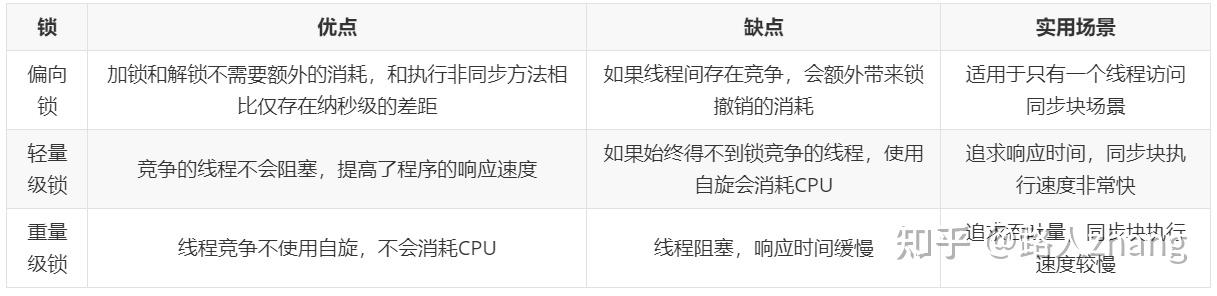 锁 优点 缺点 实用场景
偏向 加锁和解锁不需要额外的消耗，和执行非同步方法相 如果线程间存在竞争，会额外带来锁 适用于只有一个线程访问
锁 比仅存在纳秒级的差距 撤销的消耗 同步块场景
轻量 竞争的线程不会阻塞，提高了程序的响应速度 如果始终得不到锁竞争的线程，使用 追求响应时间，同步块执
级锁 自旋会消耗CPU 行速度非常快
重量 线程竞争不使用自旋，不会消耗CPU 线程阻塞，响应时间缓慢 追求吞吐量，同步块执行
级锁 速度较慢
知乎 @路人zhang